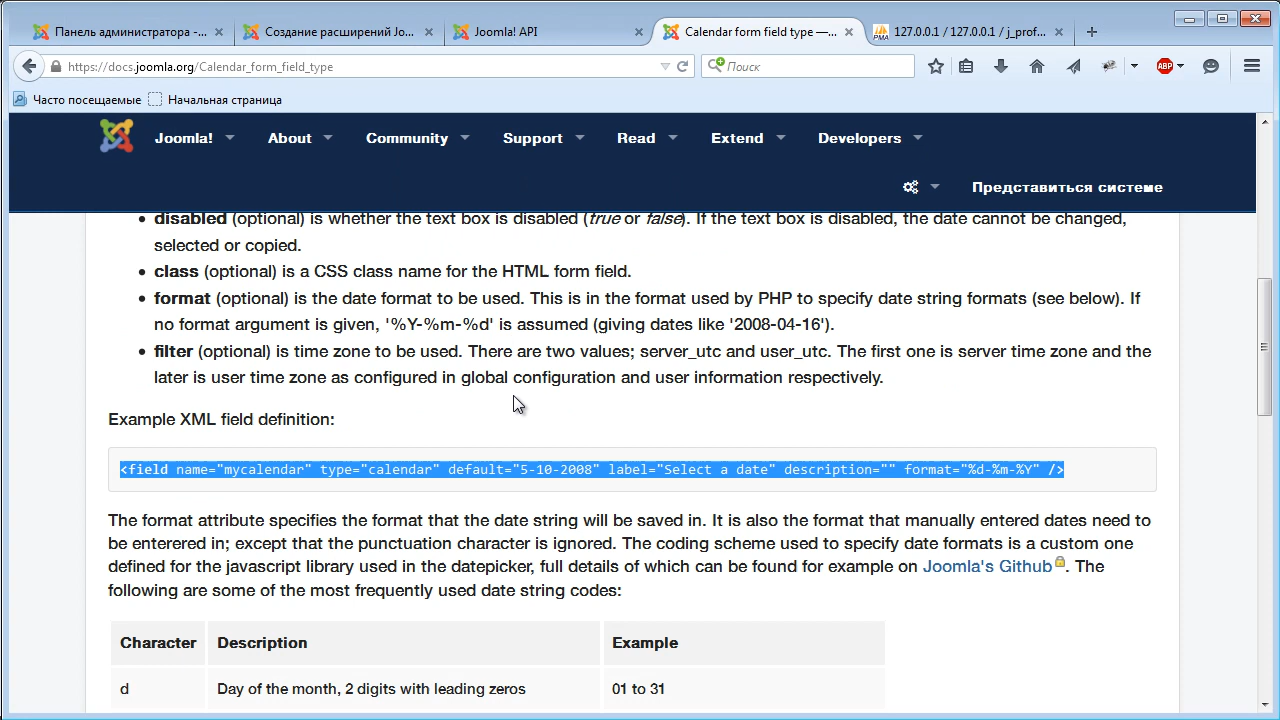 Панель администратора -...
Создание расширений Joo...
Joomla! API
Calendar form field type —...
127.0.0.1 / 127.0.0.1 / j_prof...
https://docs.joomla.org/Calendar_form_field_type
Поиск
ABP
Часто посещаемые
Начальная страница
Joomla!
About
Community
Support
Read
Extend
Developers
Представиться системе
disabled (optional) is whether the text box is disabled (true or false). If the text box is disabled, the date cannot be changed,
selected or copied.
class (optional) is a CSS class name for the HTML form field.
format (optional) is the date format to be used. This is in the format used by PHP to specify date string formats (see below). If
no format argument is given, '%Y-%m-%d' is assumed (giving dates like '2008-04-16').
filter (optional) is time zone to be used. There are two values; server_utc and user_utc. The first one is server time zone and the
later is user time zone as configured in global configuration and user information respectively.
Example XML field definition:
<field name="mycalendar" type="calendar" default="5-10-2008" label="Select a date" description="" format="%d-%m-%Y" />
The format attribute specifies the format that the date string will be saved in. It is also the format that manually entered dates need to
be enterered in; except that the punctuation character is ignored. The coding scheme used to specify date formats is a custom one
defined for the javascript library used in the datepicker, full details of which can be found for example on Joomla's Github. The
following are some of the most frequently used date string codes:
Character Description Example
d Day of the month, 2 digits with leading zeros 01 to 31